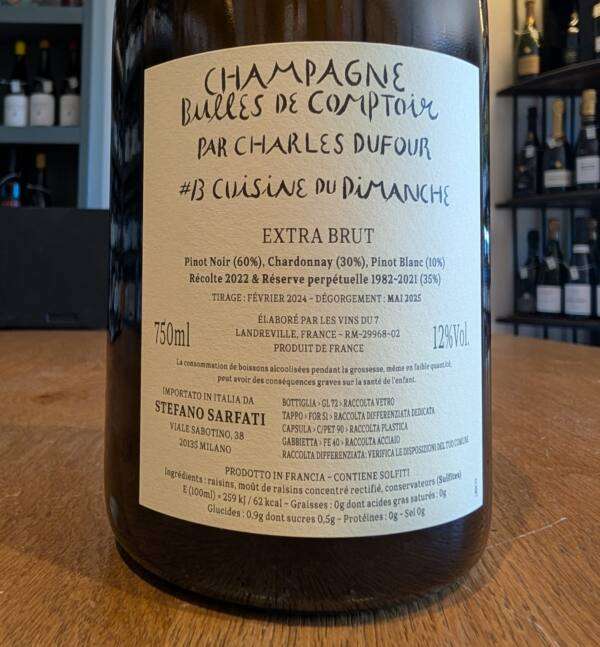 CHAMPAGNE
BULLES DE COMPTOIR
PAR CHARLES DUFOUR
#13 CUISINE DU DIMANCHE
EXTRA BRUT
Pinot Noir (60%), Chardonnay (30%), Pinot Blanc (10%)
Récolte 2022 & Réserve perpétuelle 1982-2021 (35%)
TIRAGE : FÉVRIER 2024 - DÉGORGEMENT : MAI 2025
750ml
ÉLABORÉ PAR LES VINS DU 7
LANDREVILLE, FRANCE - RM-29968-02
PRODUIT DE FRANCE
12%Vol.
La consommation de boissons alcoolisées pendant la grossesse, même en faible quantité,
peut avoir des conséquences graves sur la santé de l'enfant.
IMPORTATO IN ITALIA DA
STEFANO SARFATI
VIALE SABOTINO, 38
20135 MILANO
BOTTIGLIA > GL 72 > RACCOLTA VETRO
TAPPO > FOR 51 > RACCOLTA DIFFERENZIATA DEDICATA
CAPSULA > C/PET 90 > RACCOLTA PLASTICA
GABBIETTA > FE 40 > RACCOLTA ACCIAIO
RACCOLTA DIFFERENZIATA: VERIFICA LE DISPOSIZIONI DEL TUO COMUNE
PRODOTTO IN FRANCIA - CONTIENE SOLFITI
Ingrédients : raisins, moût de raisins concentré rectifié, conservateurs (Sulfites)
E (100ml) = 259 kJ / 62 kcal - Graisses : 0g dont acides gras saturés : 0g
Glucides : 0,9g dont sucres 0,5g - Protéines : 0g - Sel 0g